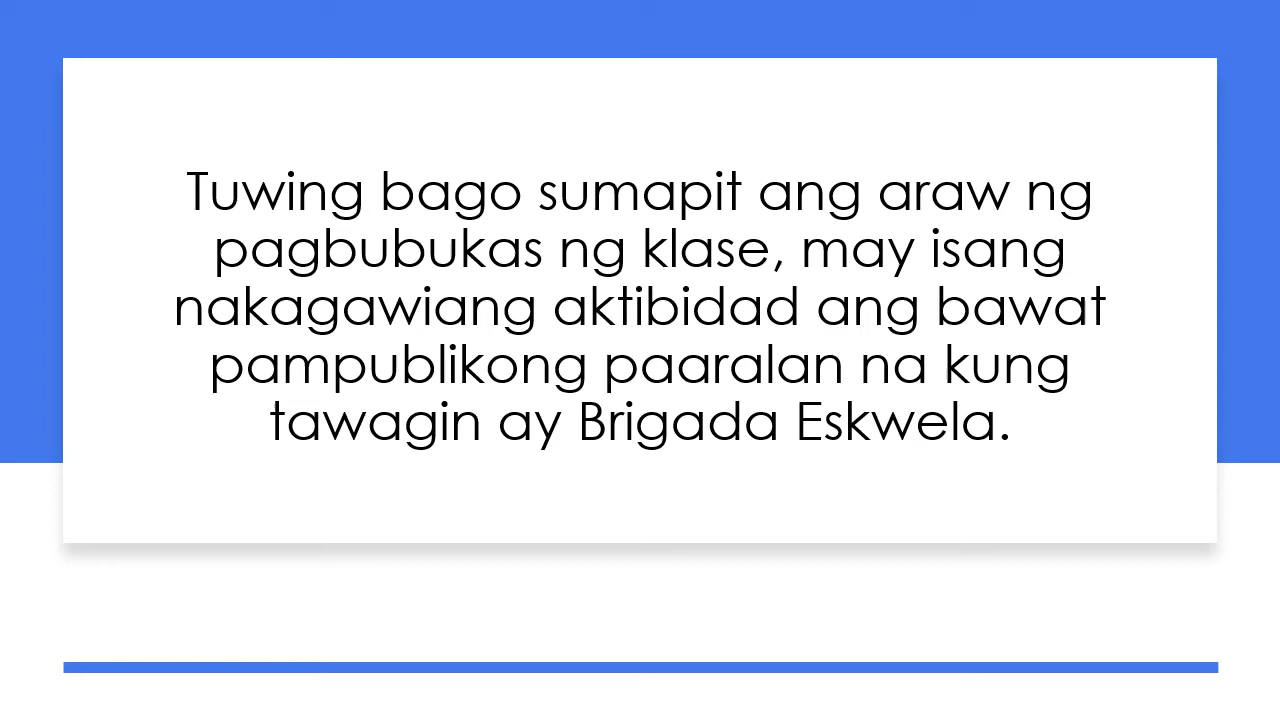 Tuwing bago sumapit ang araw ng
pagbubukas ng klase, may isang
nakagawiang aktibidad ang bawat
pampublikong paaralan na kung
tawagin ay Brigada Eskwela.